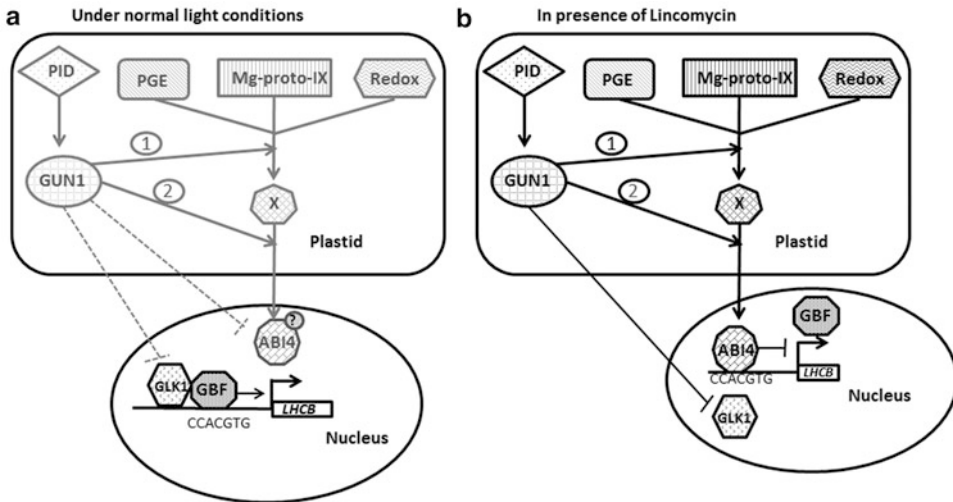 a
Under normal light conditions
PID
PGE
Mg-proto-IX
Redox
1
GUN1
2
X
Plastid
?
ABI4
GLK1
GBF
LHCB
CCACGTG
Nucleus
b
In presence of Lincomycin
PID
PGE
Mg-proto-IX
Redox
1
GUN1
2
X
Plastid
GBF
ABI4
LHCB
CCACGTG
GLK1
Nucleus